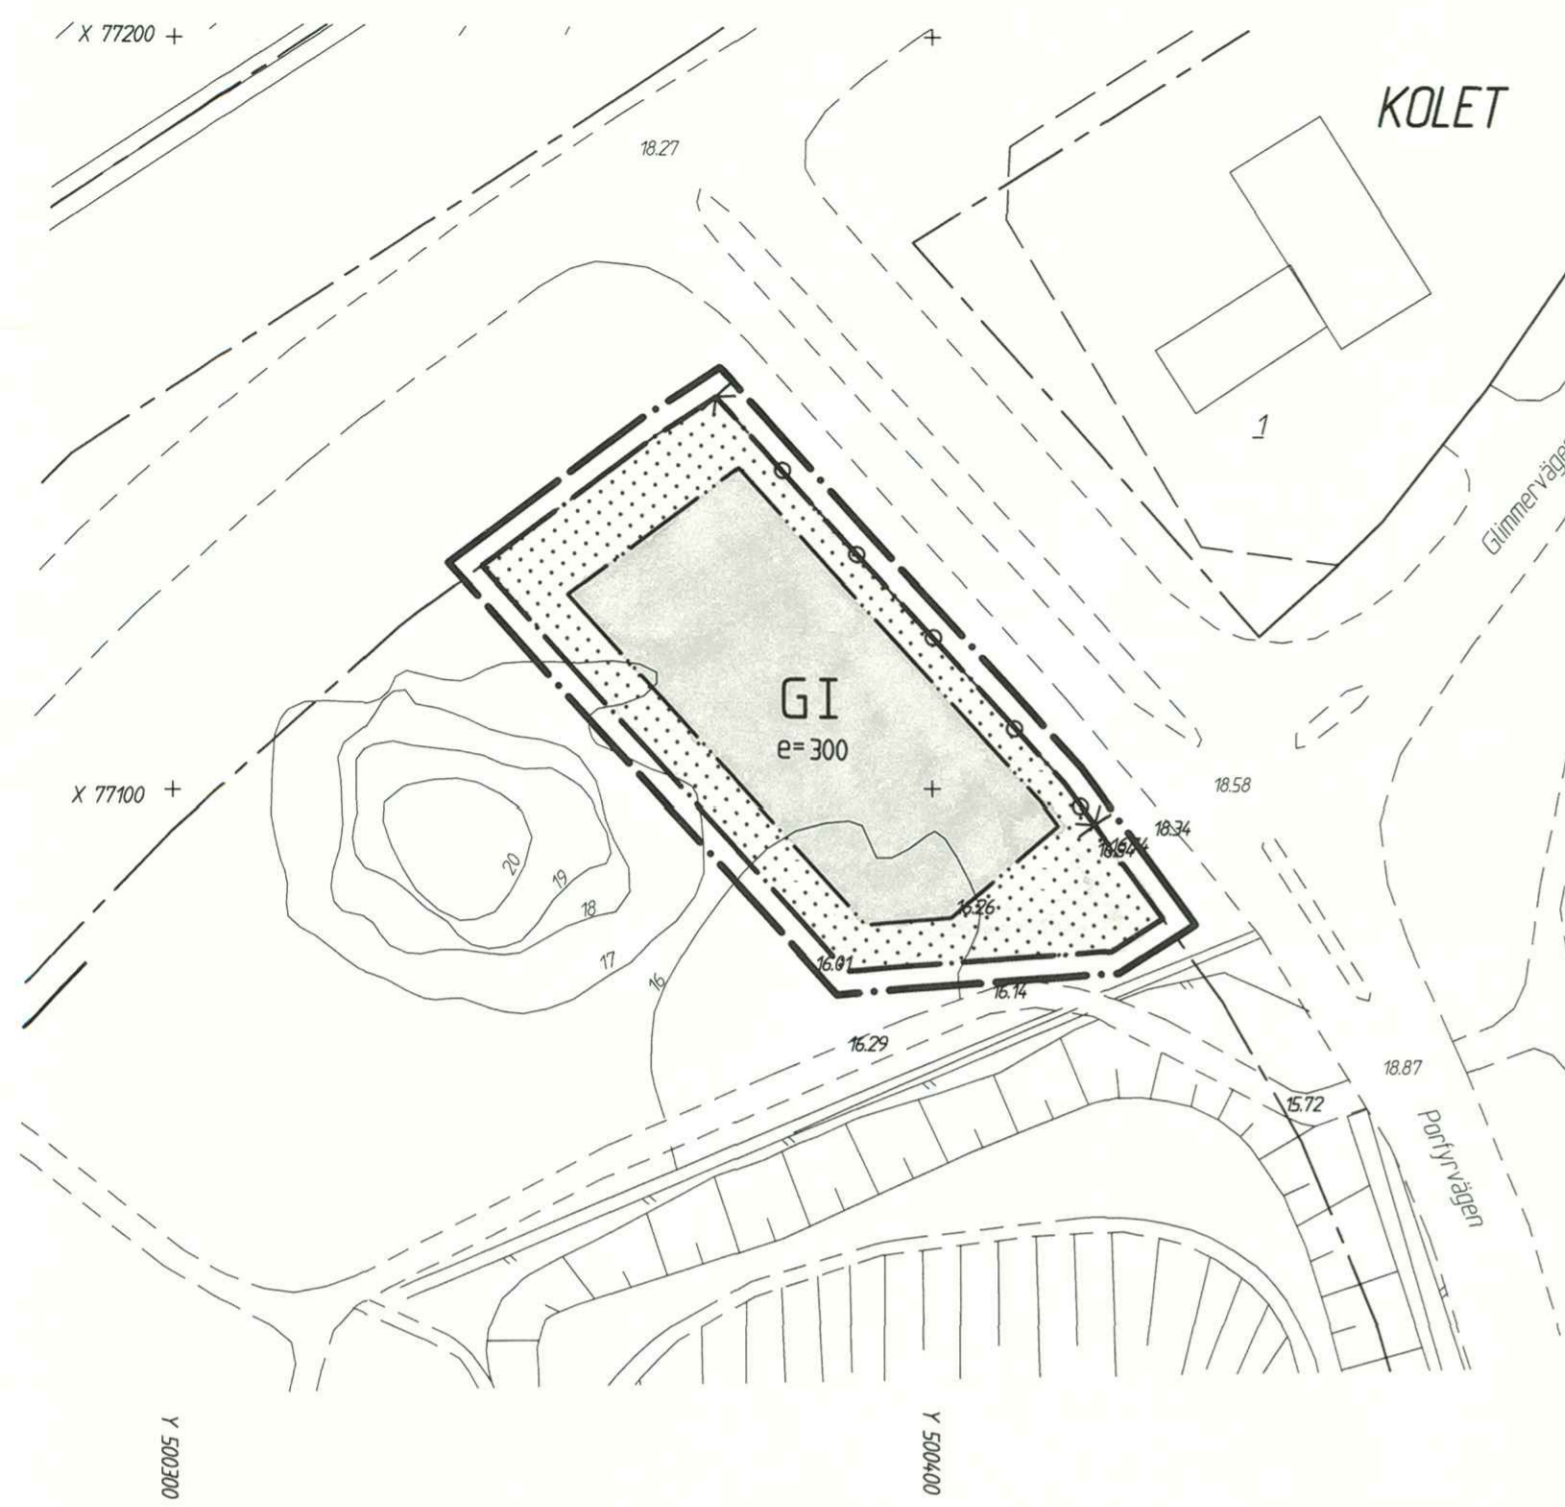 X 77200
KOLET
18.27
1
Glimmervägen
GI
e= 300
X 77100
18.58
18.34
20
19
18
17
16
16.26
16.01
16.14
16.29
18.87
15.72
Porfyrvägen
Y 500300
Y 500400